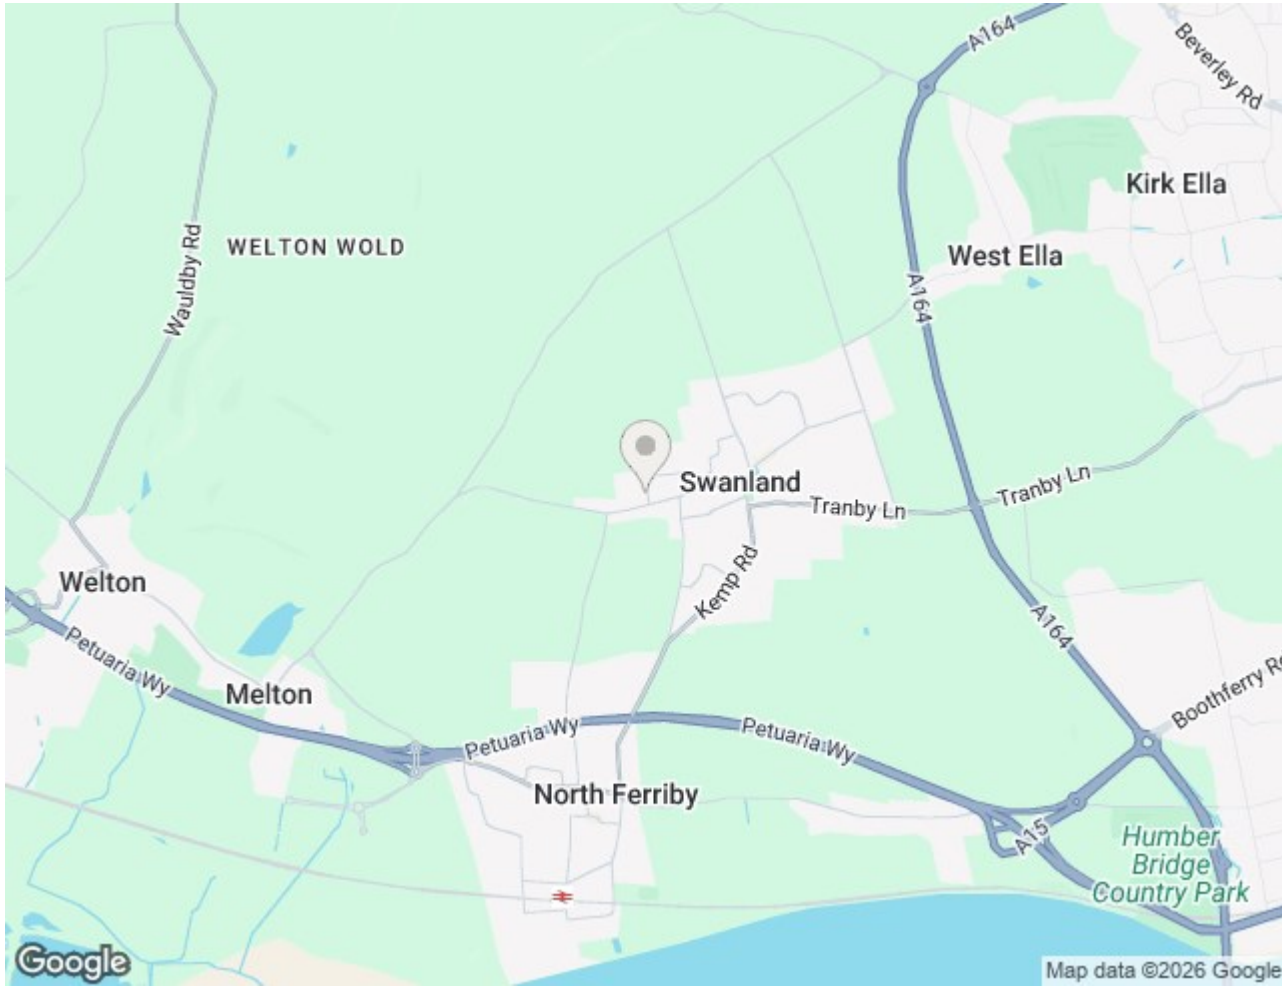 A164
Beverley Rd
Kirk Ella
Wauldby Rd
WELTON WOLD
West Ella
A164
Swanland
Tranby Ln
Tranby Ln
Kemp Rd
Welton
A164
Petuaria Wy
Melton
Boothferry Rd
Petuaria Wy
Petuaria Wy
North Ferriby
A15
Humber
Bridge
Country Park
Google
Map data ©2026 Google